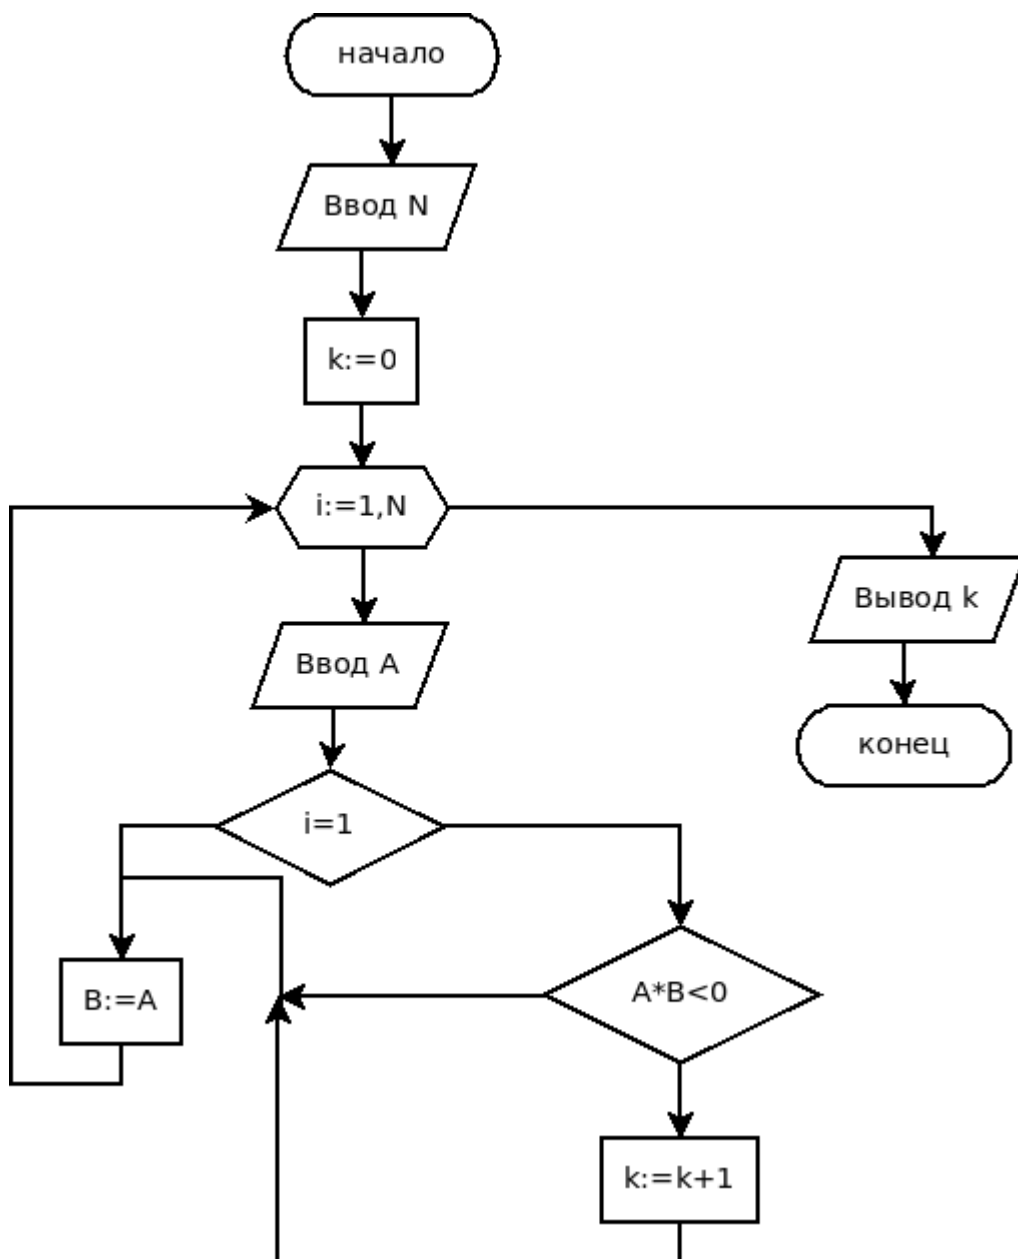 начало
Ввод N
k:=0
i:=1,N
Вывод k
Ввод A
конец
i=1
A*B<0
B:=A
k:=k+1